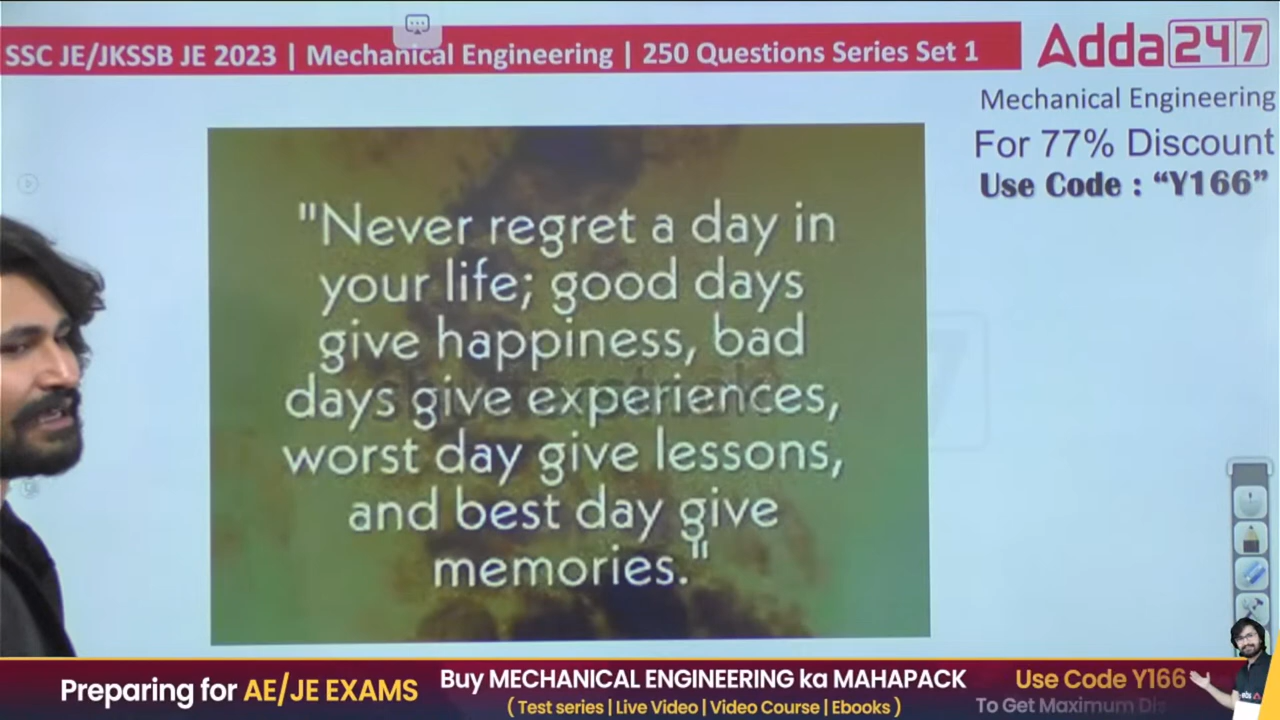 SSC JE/JKSSB JE 2023 | Mechanical Engineering | 250 Questions Series Set 1
Adda247
Mechanical Engineering
For 77% Discount
Use Code : “Y166”
"Never regret a day in
your life; good days
give happiness, bad
days give experiences,
worst day give lessons,
and best day give
memories."
Preparing for AE/JE EXAMS
Buy MECHANICAL ENGINEERING ka MAHAPACK
( Test series | Live Video | Video Course | Ebooks )
Use Code Y166
To Get Maximum